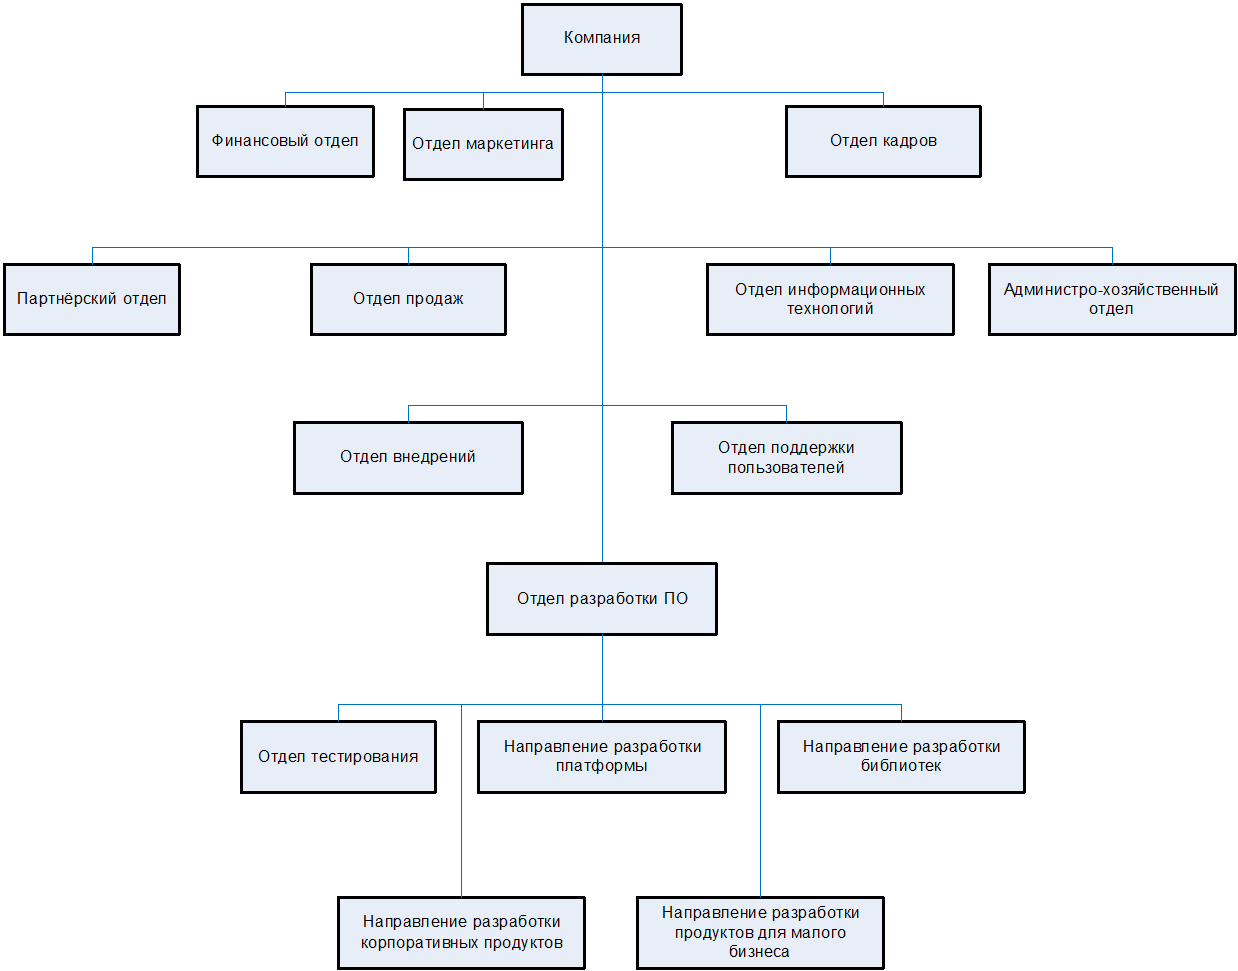 Компания
Финансовый отдел
Отдел маркетинга
Отдел кадров
Партнёрский отдел
Отдел продаж
Отдел информационных
технологий
Администро-хозяйственный
отдел
Отдел внедрений
Отдел поддержки
пользователей
Отдел разработки ПО
Отдел тестирования
Направление разработки
платформы
Направление разработки
библиотек
Направление разработки
корпоративных продуктов
Направление разработки
продуктов для малого
бизнеса